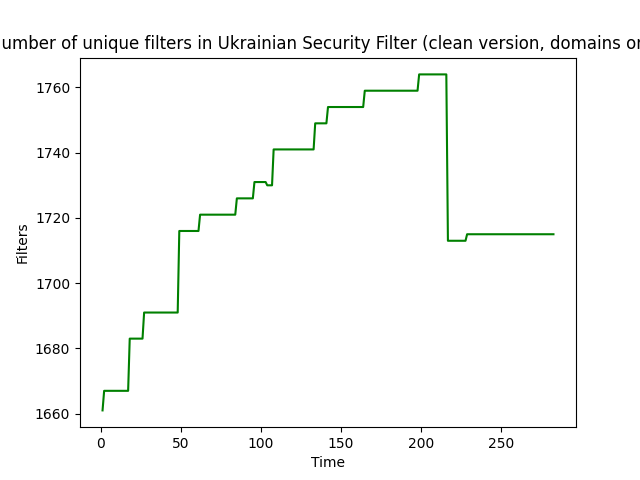 umber of unique filters in Ukrainian Security Filter (clean version, domains or
1760
1740
1720
1700
1680
1660
Filters
0 50 100 150 200 250
Time